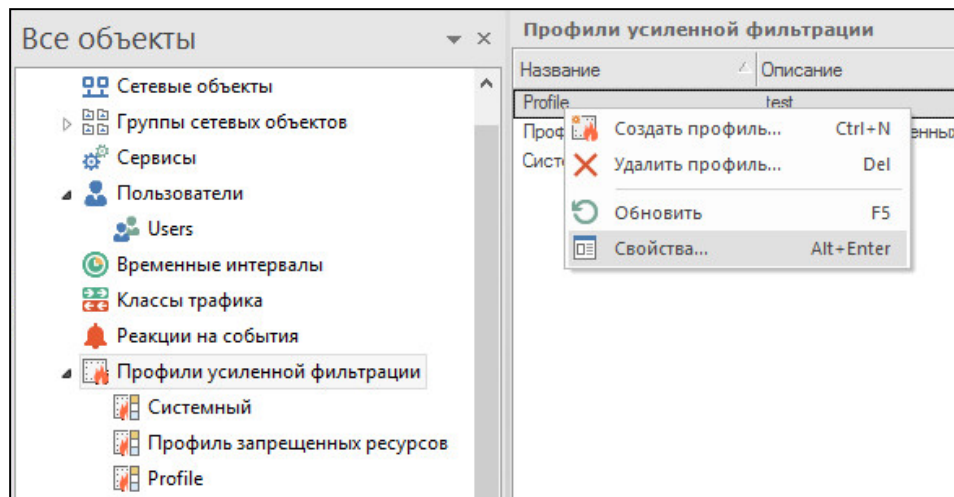 Все объекты
Сетевые объекты
Группы сетевых объектов
Сервисы
Пользователи
Users
Временные интервалы
Классы трафика
Реакции на события
Профили усиленной фильтрации
Системный
Профиль запрещенных ресурсов
Profile
Профили усиленной фильтрации
Название Описание
Profile test
Создать профиль... Ctrl+N
Удалить профиль... Del
Обновить F5
Свойства... Alt+Enter